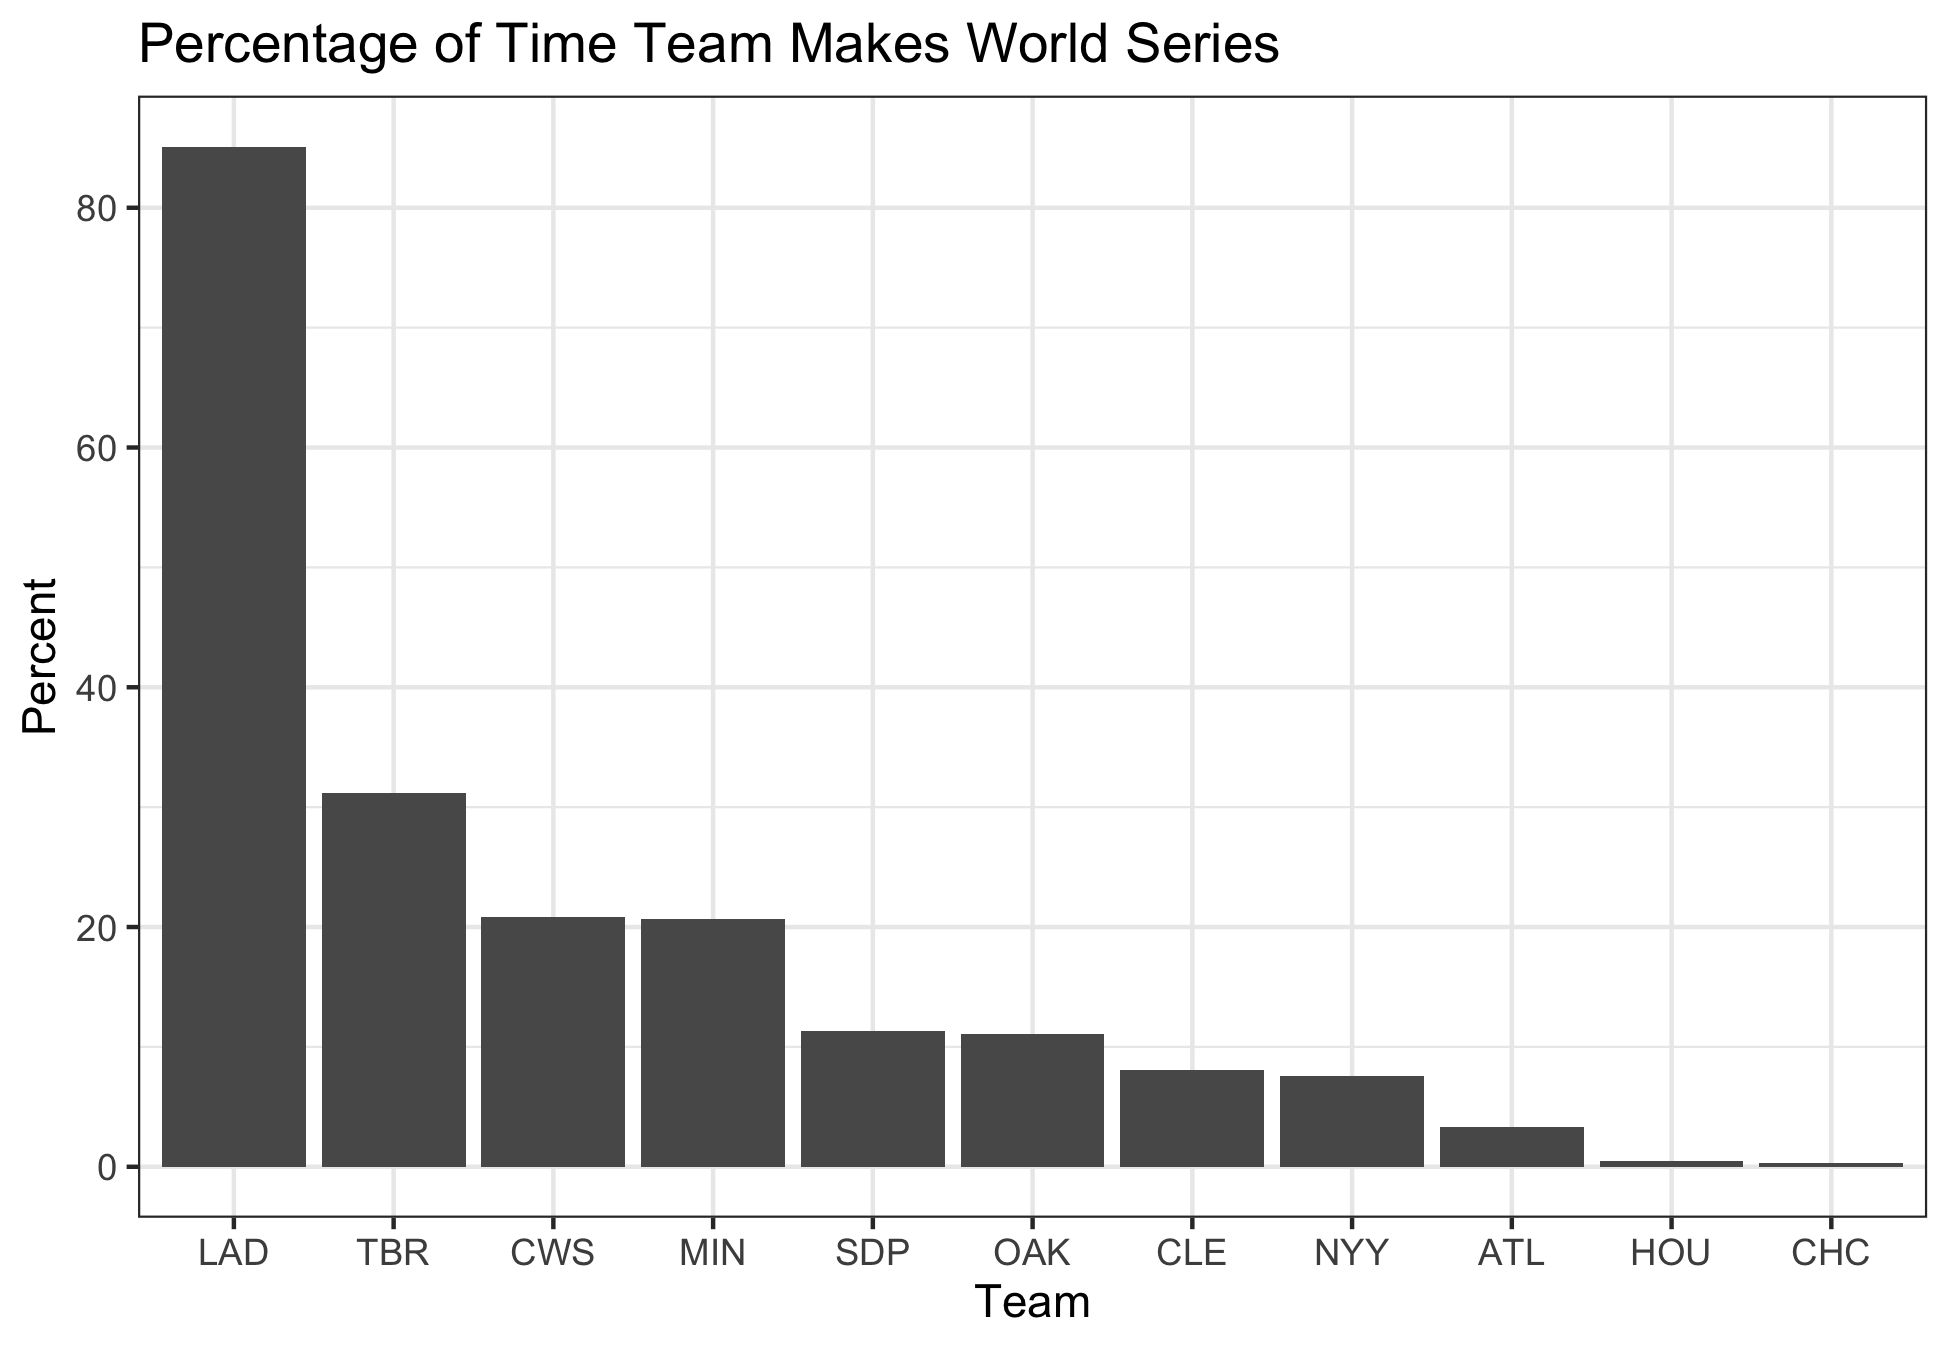 Percentage of Time Team Makes World Series
Percent
80
60
40
20
0
LAD TBR CWS MIN SDP OAK CLE NYY ATL HOU CHC
Team